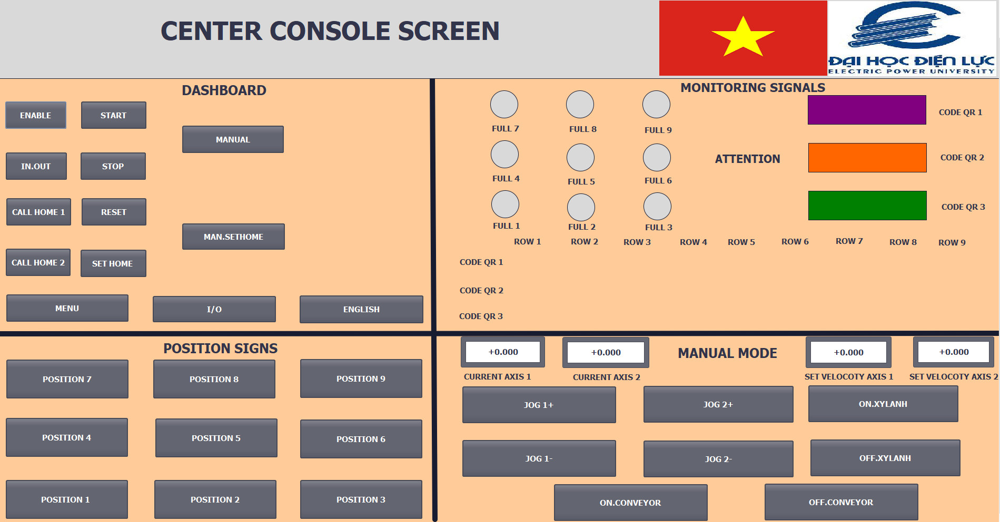 CENTER CONSOLE SCREEN
ĐẠI HỌC ĐIỆN LỰC
ELECTRIC POWER UNIVERSITY
DASHBOARD
ENABLE
START
MANUAL
IN.OUT
STOP
CALL HOME 1
RESET
MAN.SETHOME
CALL HOME 2
SET HOME
MENU
I/O
ENGLISH
MONITORING SIGNALS
FULL 7
FULL 8
FULL 9
CODE QR 1
FULL 4
FULL 5
FULL 6
ATTENTION
CODE QR 2
FULL 1
FULL 2
FULL 3
CODE QR 3
ROW 1
ROW 2
ROW 3
ROW 4
ROW 5
ROW 6
ROW 7
ROW 8
ROW 9
CODE QR 1
CODE QR 2
CODE QR 3
POSITION SIGNS
POSITION 7
POSITION 8
POSITION 9
POSITION 4
POSITION 5
POSITION 6
POSITION 1
POSITION 2
POSITION 3
+0.000
+0.000
MANUAL MODE
+0.000
+0.000
CURRENT AXIS 1
CURRENT AXIS 2
SET VELOCOTY AXIS 1
SET VELOCOTY AXIS 2
JOG 1+
JOG 2+
ON.XYLANH
JOG 1-
JOG 2-
OFF.XYLANH
ON.CONVEYOR
OFF.CONVEYOR